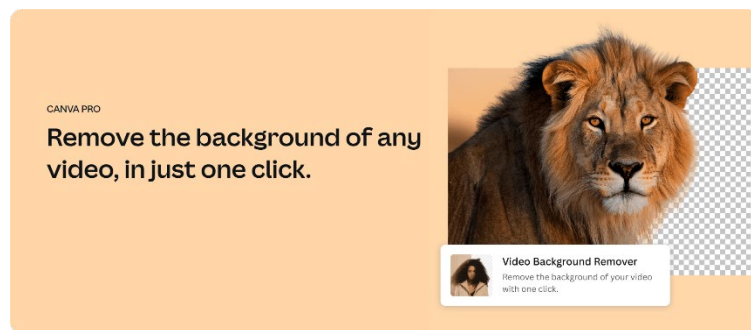 CANVA PRO
Remove the background of any
video, in just one click.
Video Background Remover
Remove the background of your video
with one click.